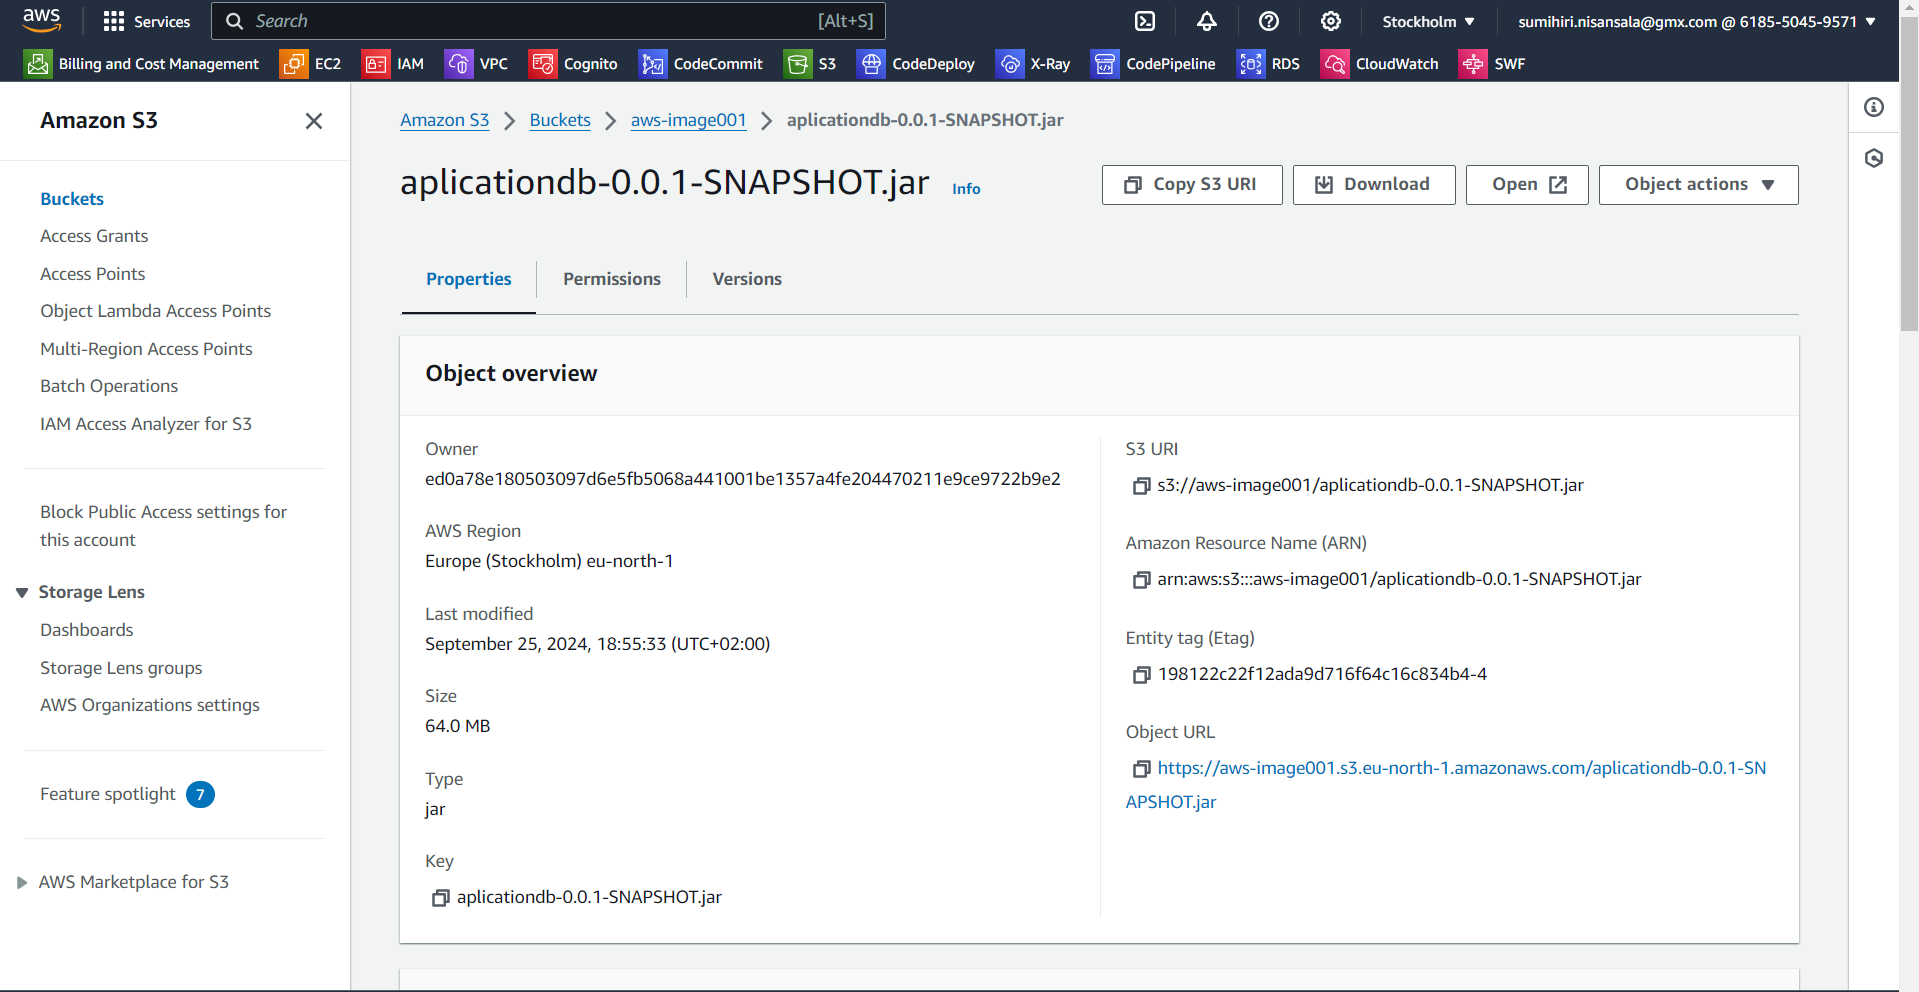 aws
Services
Search [Alt+S]
Stockholm
sumihiri.nisansala@gmx.com @ 6185-5045-9571
Billing and Cost Management EC2 IAM VPC Cognito CodeCommit S3 CodeDeploy X-Ray CodePipeline RDS CloudWatch SWF
Amazon S3
Buckets
Access Grants
Access Points
Object Lambda Access Points
Multi-Region Access Points
Batch Operations
IAM Access Analyzer for S3
Block Public Access settings for
this account
Storage Lens
Dashboards
Storage Lens groups
AWS Organizations settings
Feature spotlight 7
AWS Marketplace for S3
Amazon S3 Buckets aws-image001 aplicationdb-0.0.1-SNAPSHOT.jar
aplicationdb-0.0.1-SNAPSHOT.jar Info
Copy S3 URI Download Open Object actions
Properties Permissions Versions
Object overview
Owner
ed0a78e180503097d6e5fb5068a441001be1357a4fe204470211e9ce9722b9e2
AWS Region
Europe (Stockholm) eu-north-1
Last modified
September 25, 2024, 18:55:33 (UTC+02:00)
Size
64.0 MB
Type
jar
Key
aplicationdb-0.0.1-SNAPSHOT.jar
S3 URI
s3://aws-image001/aplicationdb-0.0.1-SNAPSHOT.jar
Amazon Resource Name (ARN)
arn:aws:s3:::aws-image001/aplicationdb-0.0.1-SNAPSHOT.jar
Entity tag (Etag)
198122c22f12ada9d716f64c16c834b4-4
Object URL
https://aws-image001.s3.eu-north-1.amazonaws.com/aplicationdb-0.0.1-SN
APSHOT.jar